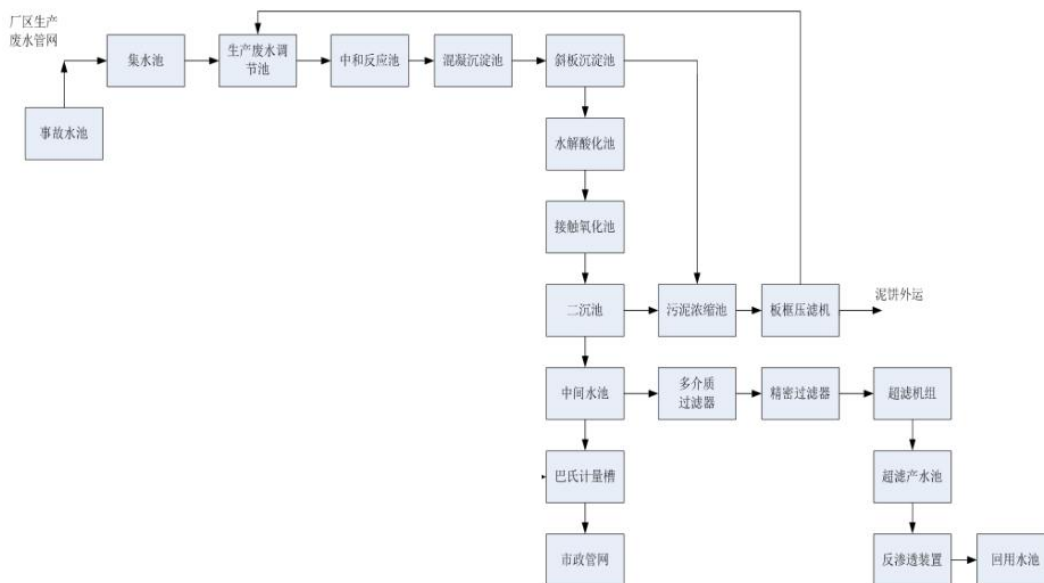 厂区生产
废水管网
集水池
生产废水调
节池
中和反应池
混凝沉淀池
斜板沉淀池
事故水池
水解酸化池
接触氧化池
二沉池
污泥浓缩池
板框压滤机
泥饼外运
中间水池
多介质
过滤器
精密过滤器
超滤机组
巴氏计量槽
超滤产水池
市政管网
反渗透装置
回用水池